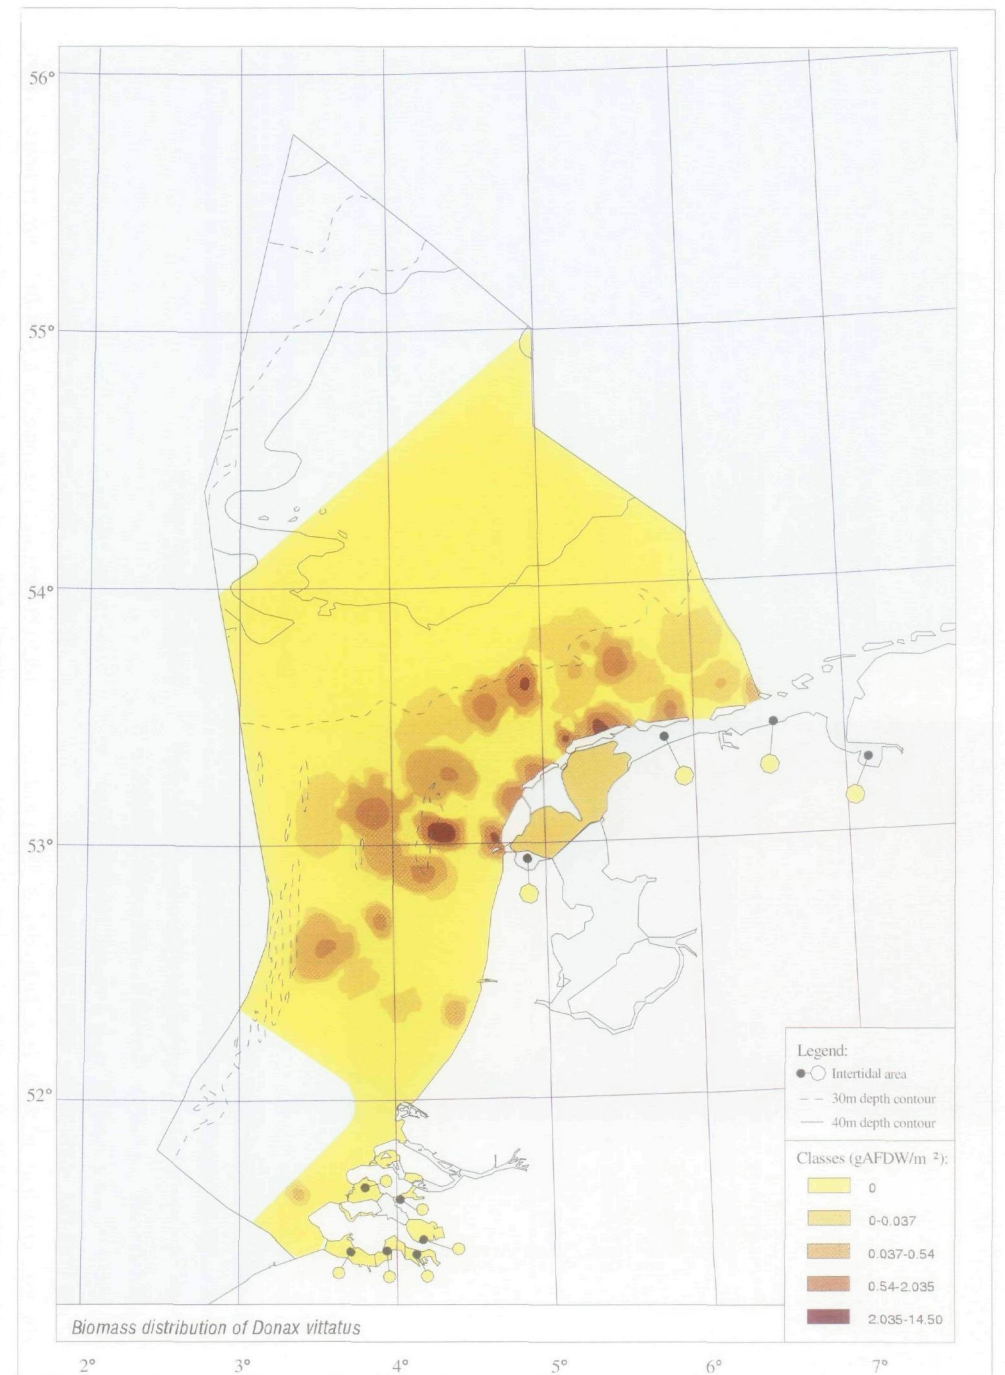 56°
55°
54°
53°
52°
Legend:
Intertidal area
30m depth contour
40m depth contour
Classes (gAFDW/m ²):
0
0-0.037
0.037-0.54
0.54-2.035
2.035-14.50
Biomass distribution of Donax vittatus
2° 3° 4° 5° 6° 7°